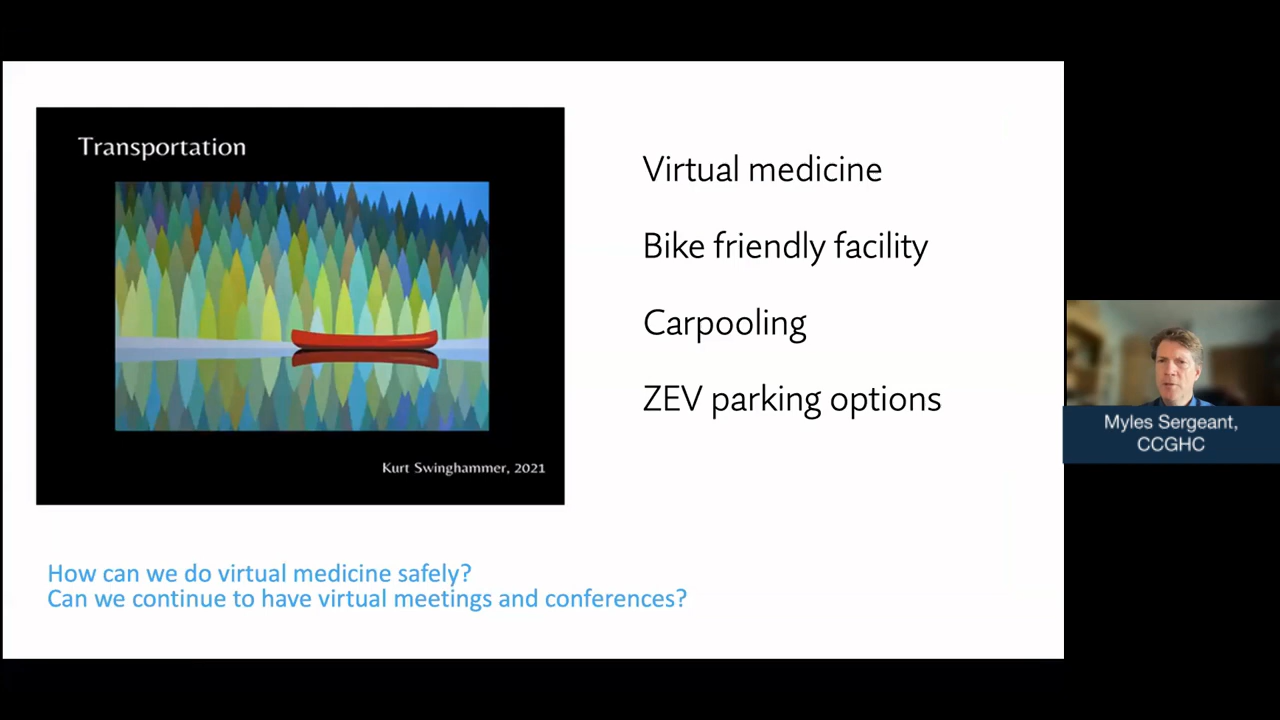 Transportation
Kurt Swinghammer, 2021
Virtual medicine
Bike friendly facility
Carpooling
ZEV parking options
How can we do virtual medicine safely?
Can we continue to have virtual meetings and conferences?
Myles Sergeant,
CCGHC